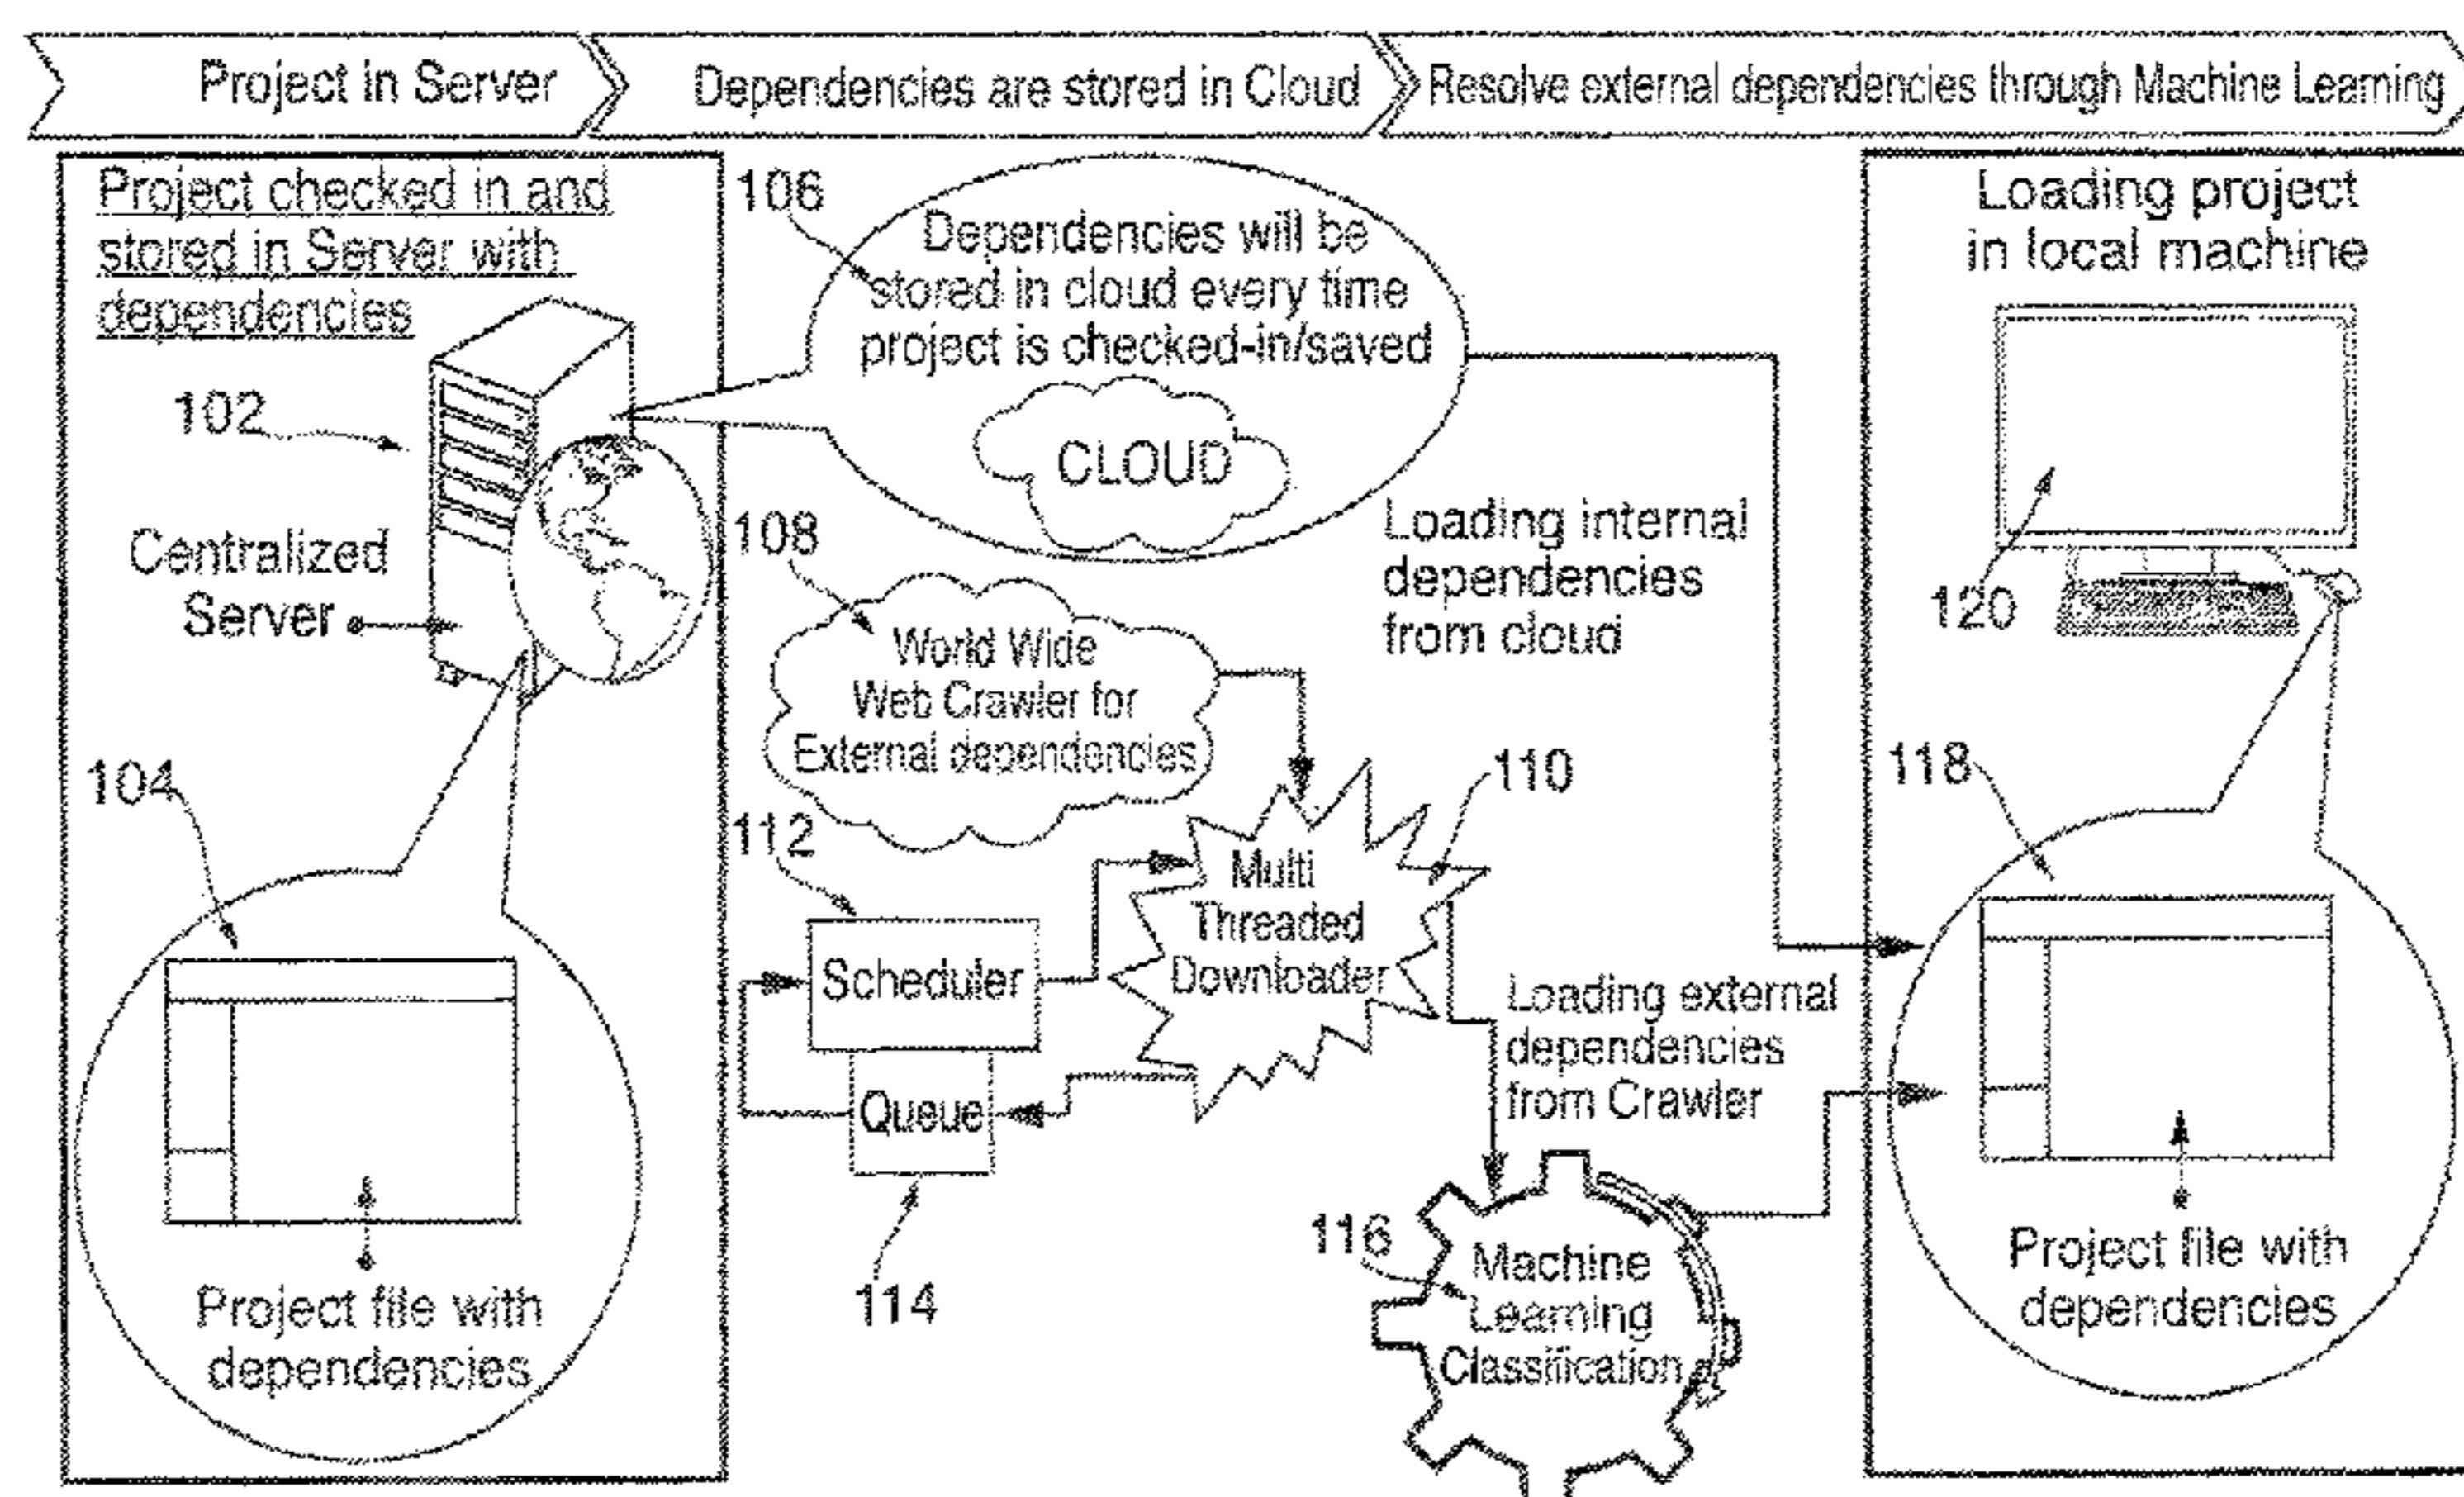 Project in Server
Dependencies are stored in Cloud
Resolve external dependencies through Machine Learning
Project checked in and
stored in Server with
dependencies
102
Centralized
Server
104
Project file with
dependencies
106
Dependencies will be
stored in cloud every time
project is checked-in/saved
CLOUD
108
World Wide
Web Crawler for
External dependencies
Loading internal
dependencies
from cloud
110
Multi
Threaded
Downloader
112
Scheduler
Queue
114
Loading external
dependencies
from Crawler
116
Machine
Learning
Classification
Loading project
in local machine
120
118
Project file with
dependencies